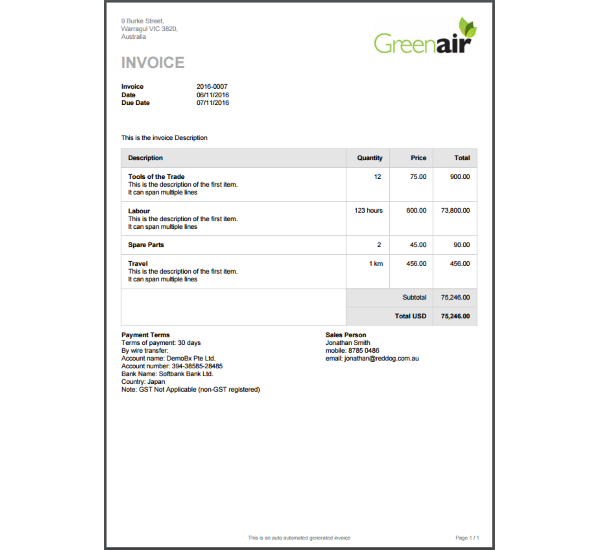 9 Burke Street,
Warragul VIC 3820,
Australia
Greenair
INVOICE
Invoice 2016-0007
Date 06/11/2016
Due Date 07/11/2016
This is the invoice Description
Description Quantity Price Total
Tools of the Trade 12 75.00 900.00
This is the description of the first item.
It can span multiple lines
Labour 123 hours 600.00 73,800.00
This is the description of the first item.
It can span multiple lines
Spare Parts 2 45.00 90.00
Travel 1 km 456.00 456.00
This is the description of the first item.
It can span multiple lines
Subtotal 75,246.00
Total USD 75,246.00
Payment Terms
Terms of payment: 30 days
By wire transfer:
Account name: DemoBx Pte Ltd.
Account number: 394-38585-28485
Bank Name: Softbank Bank Ltd.
Country: Japan
Note: GST Not Applicable (non-GST registered)
Sales Person
Jonathan Smith
mobile: 8785 0486
email: jonathan@reddog.com.au
This is an auto automated generated invoice
Page 1 / 1